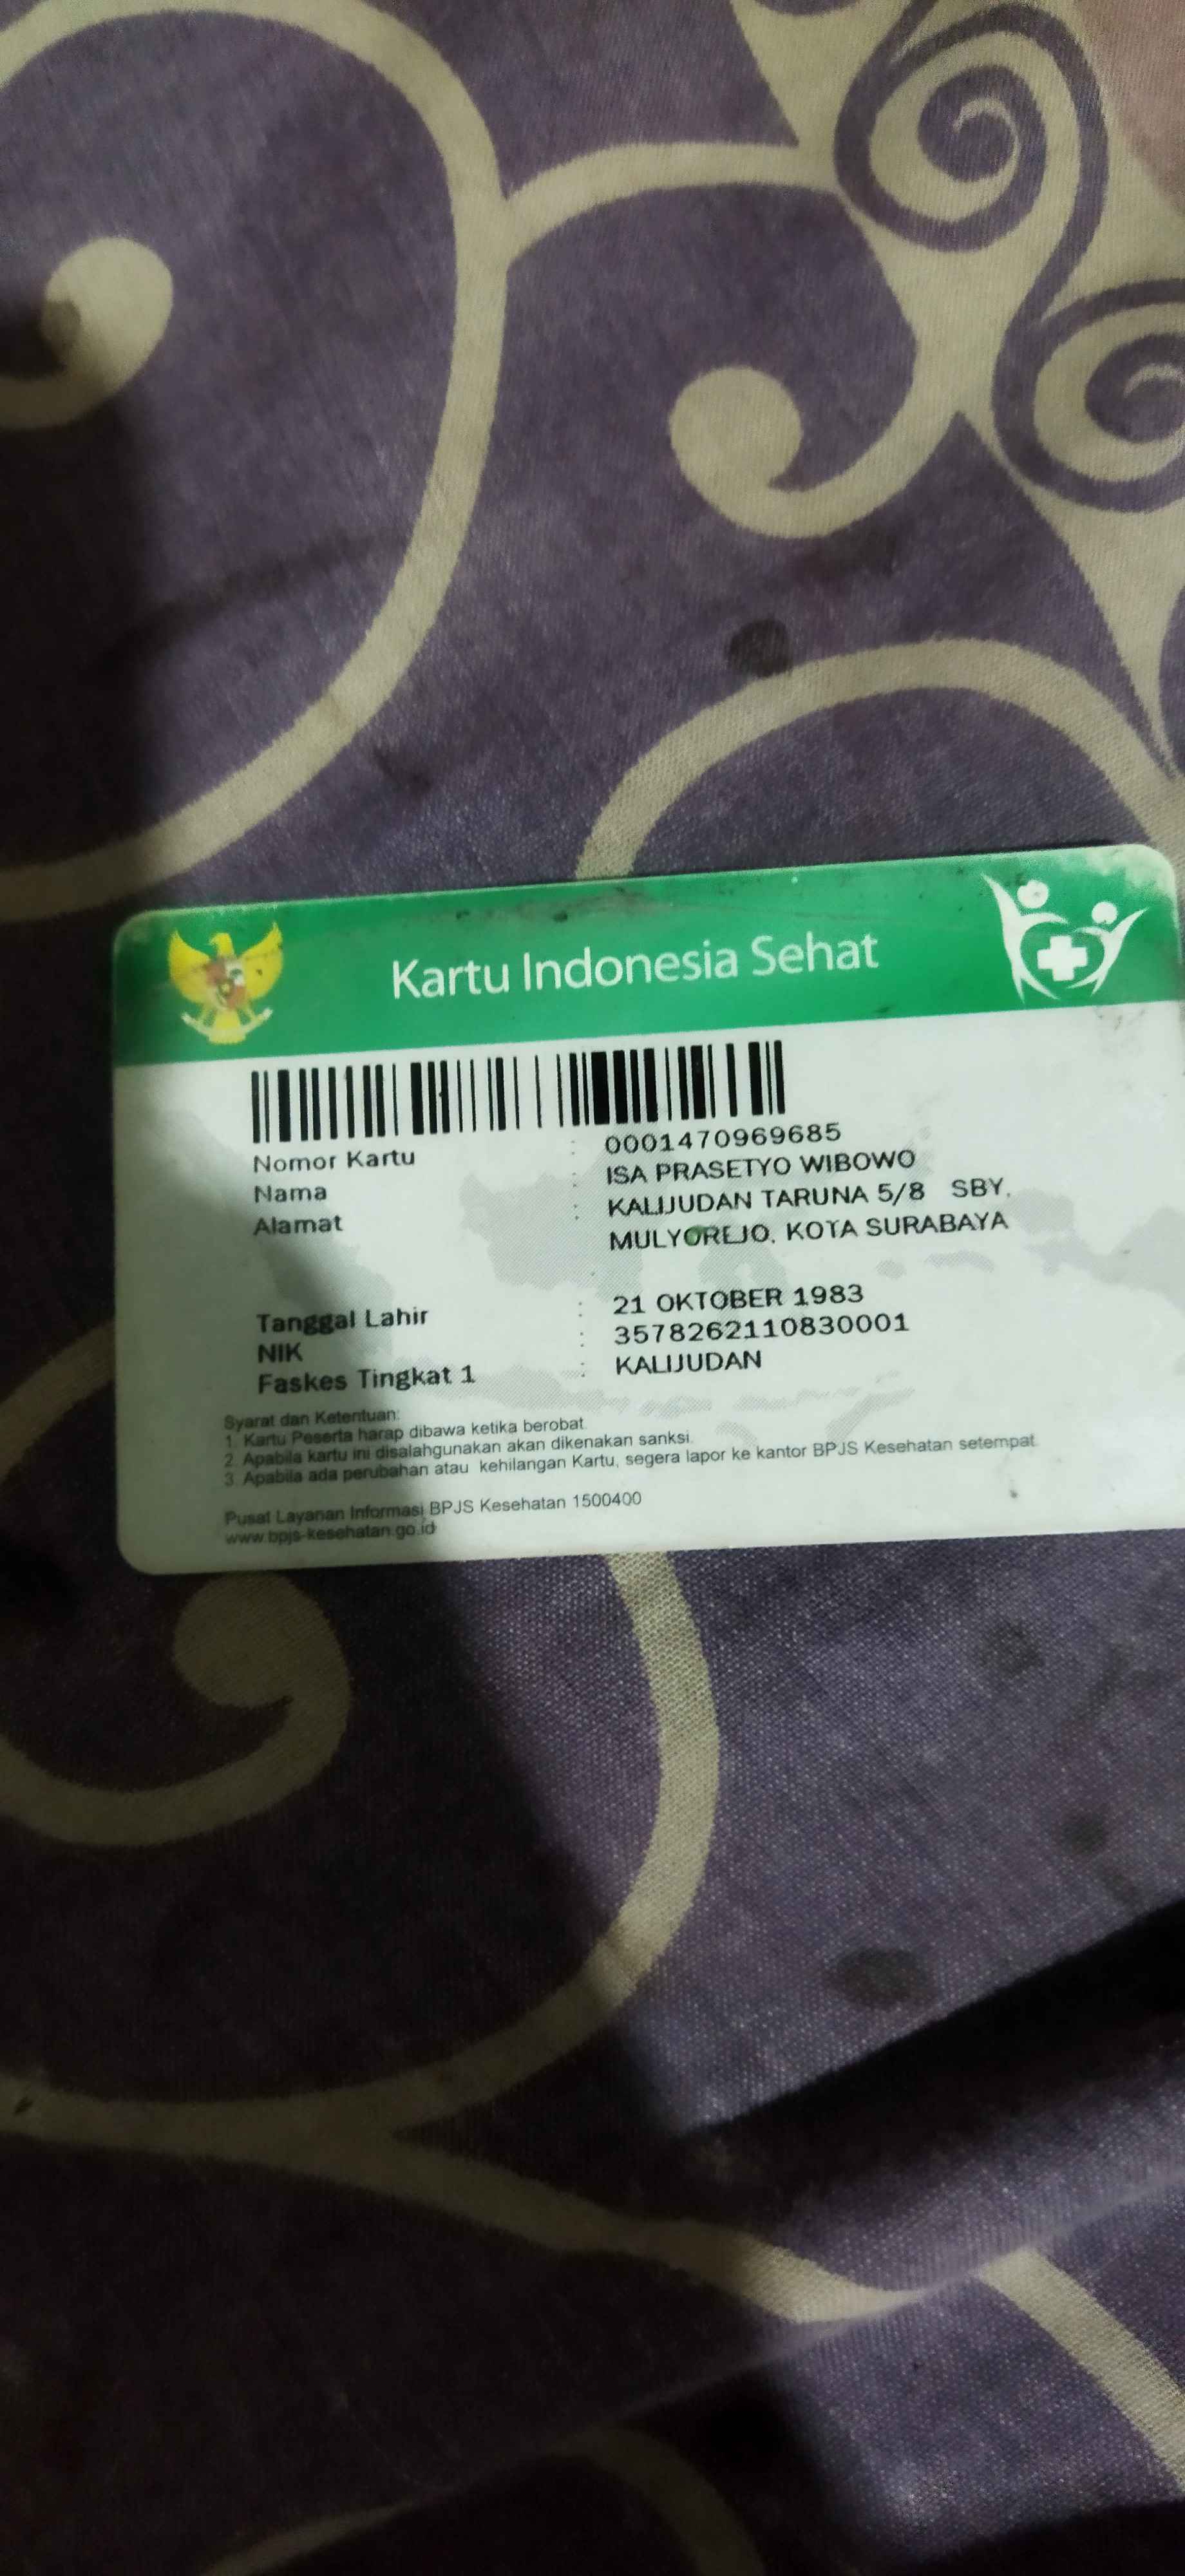 Kartu Indonesia Sehat
Nomor Kartu : 0001470969685
Nama : ISA PRASETYO WIBOWO
Alamat : KALIJUDAN TARUNA 5/8 SBY,
MULYOREJO, KOTA SURABAYA
Tanggal Lahir : 21 OKTOBER 1983
NIK : 3578262110830001
Faskes Tingkat 1 : KALIJUDAN
Syarat dan Ketentuan:
1. Kartu Peserta harap dibawa ketika berobat.
2. Apabila kartu ini disalahgunakan akan dikenakan sanksi.
3. Apabila ada perubahan atau kehilangan Kartu, segera lapor ke kantor BPJS Kesehatan setempat.
Pusat Layanan Informasi BPJS Kesehatan 1500400
www.bpjs-kesehatan.go.id